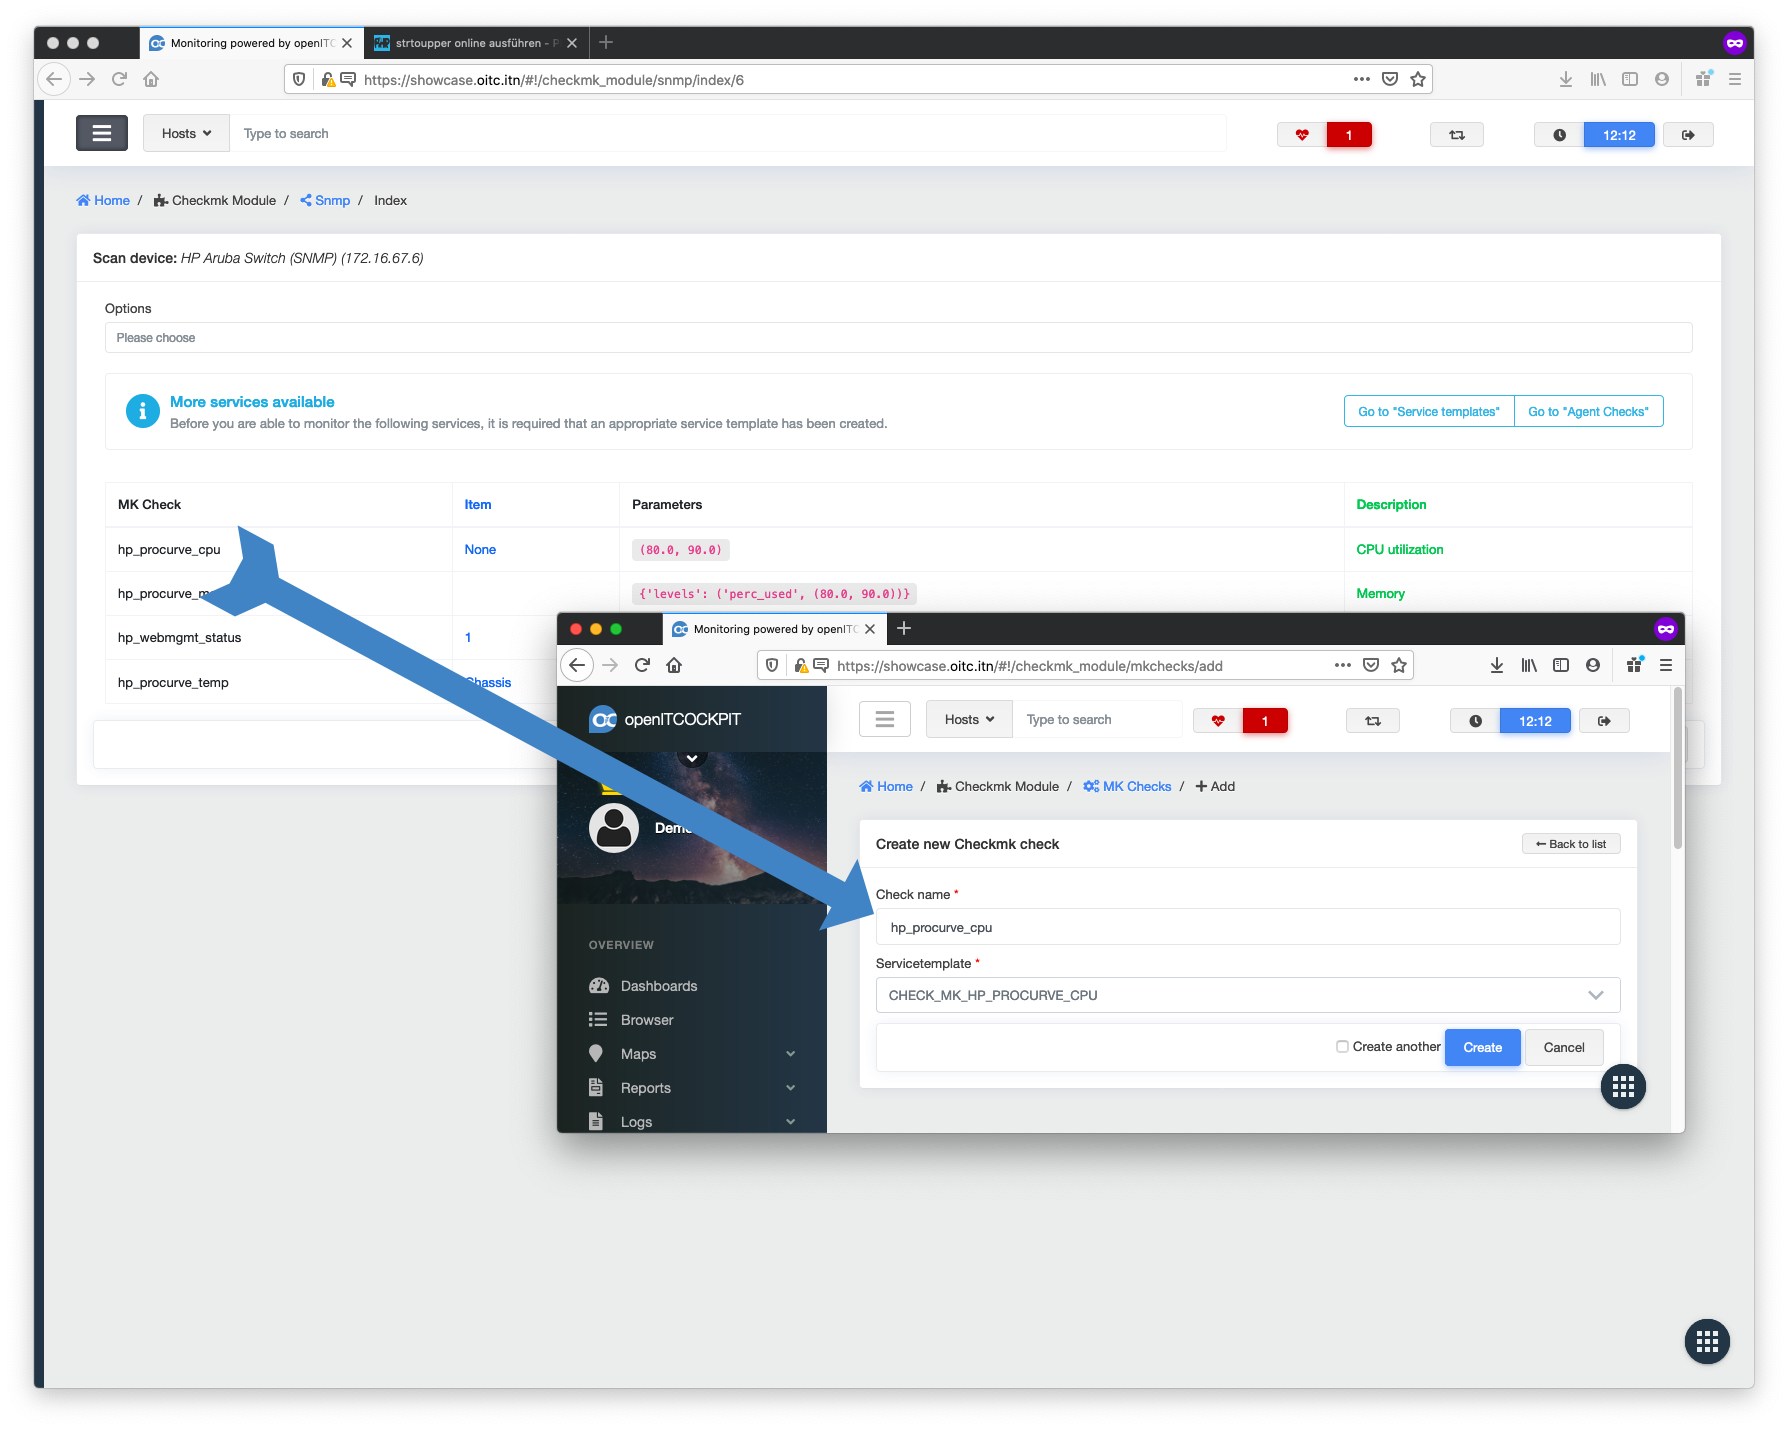 Monitoring powered by openITC
strtoupper online ausführen - P
https://showcase.oitc.itn/#!/checkmk_module/snmp/index/6
Hosts
Type to search
1
12:12
Home / Checkmk Module / Snmp / Index
Scan device: HP Aruba Switch (SNMP) (172.16.67.6)
Options
Please choose
More services available
Before you are able to monitor the following services, it is required that an appropriate service template has been created.
Go to "Service templates"
Go to "Agent Checks"
MK Check Item Parameters Description
hp_procurve_cpu None (80.0, 90.0) CPU utilization
hp_procurve_m {'levels': ('perc_used', (80.0, 90.0))} Memory
hp_webmgmt_status 1
hp_procurve_temp Chassis
Monitoring powered by openITC
https://showcase.oitc.itn/#!/checkmk_module/mkchecks/add
openITCOCKPIT
Hosts
Type to search
1
12:12
Home / Checkmk Module / MK Checks / + Add
Demo
Create new Checkmk check
Back to list
Check name *
hp_procurve_cpu
Servicetemplate *
CHECK_MK_HP_PROCURVE_CPU
Create another
Create
Cancel
OVERVIEW
Dashboards
Browser
Maps
Reports
Logs